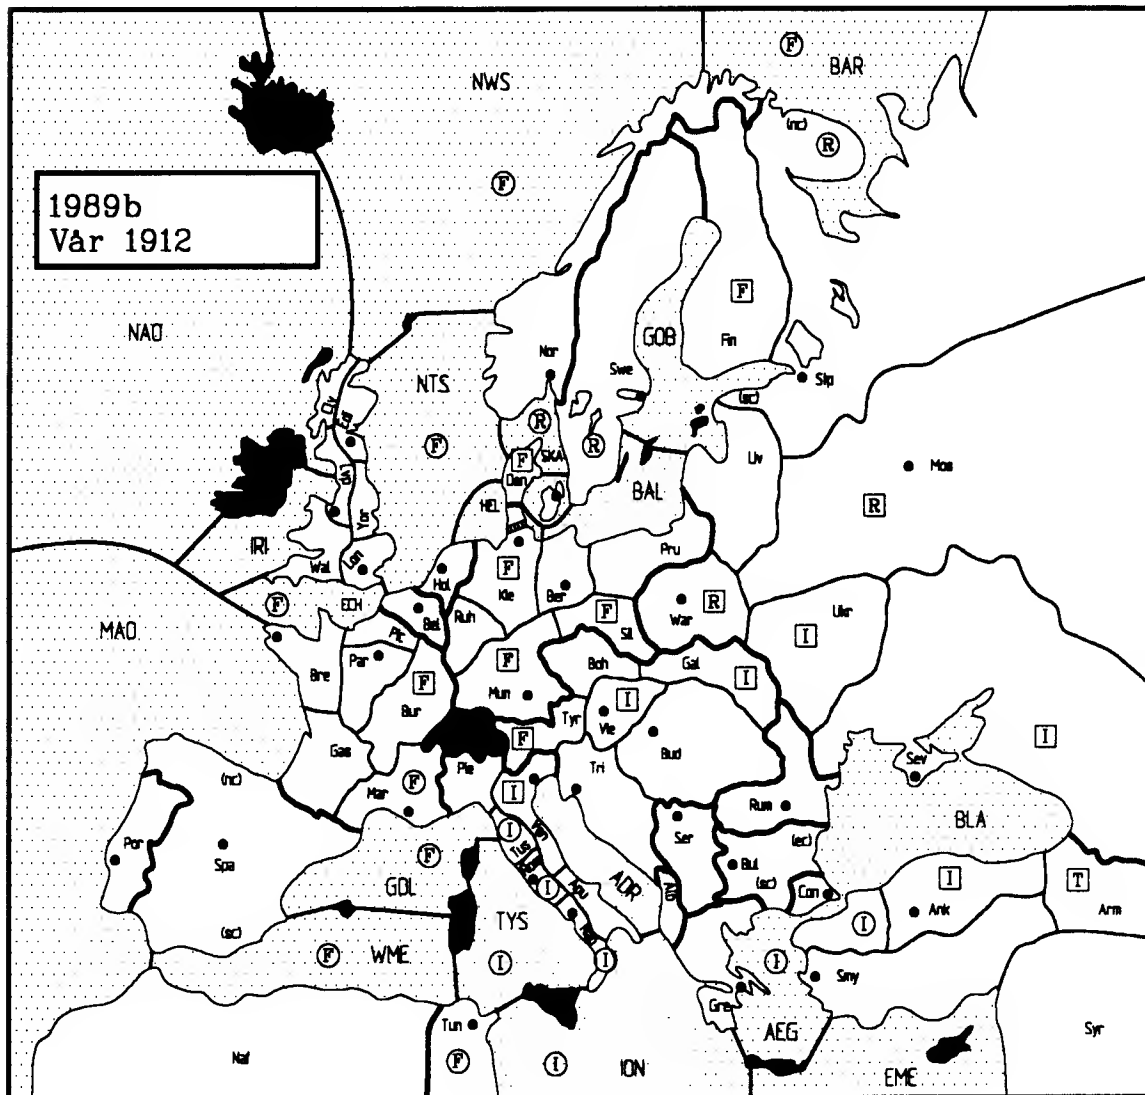 F
BAR
NWS
(nc)
R
1989b
Vår 1912
F
NAO
F
GOB
Fin
Nor
NTS
Swe
Stp
(sc)
Cly
Edi
R
F
SKA
R
F
Den
Liv
Mos
Lvp
Yor
HEL
BAL
R
IRI
Wal
Lon
Hol
F
Kie
Ber
Pru
War
R
Ukr
I
F
ECH
Bel
Ruh
F
Sil
MAO
Pic
Par
Bre
F
Bur
F
Mun
Boh
Gal
I
I
Vie
Tyr
Bud
F
Gas
Pie
Tri
I
(nc)
Mar
F
I
Sev
Rum
BLA
Por
Spa
I
Ven
Tus
Ser
(ec)
Bul
(sc)
F
GOL
Rom
I
Apu
ADR
Alb
Con
I
Ank
T
Arm
(sc)
TYS
Nap
I
F
WME
I
I
I
Smy
Gre
Tun
AEG
Syr
Naf
F
I
ION
EME